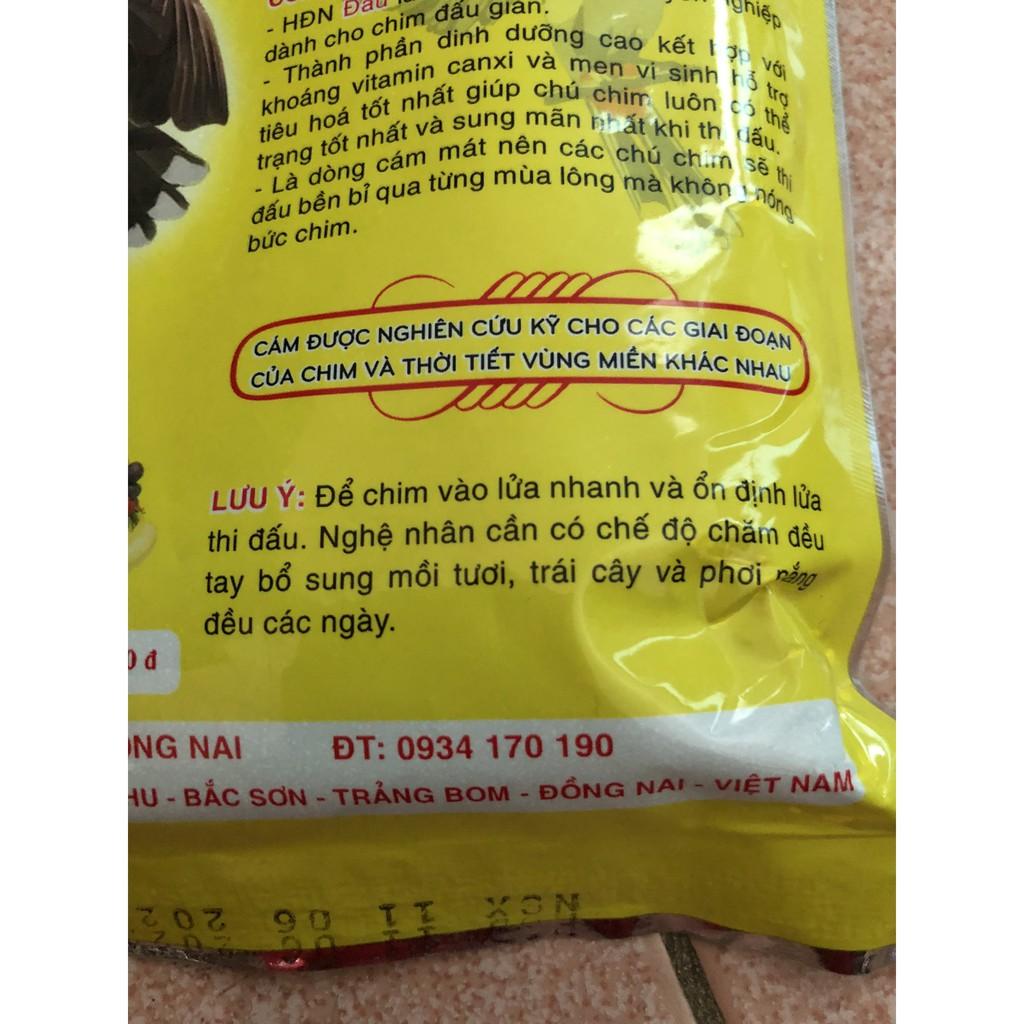 - HĐN Đấu
dành cho chim đấu gián.
- Thành phần dinh dưỡng cao kết hợp với
khoáng vitamin canxi và men vi sinh hỗ trợ
tiêu hoá tốt nhất giúp chú chim luôn có thể
trạng tốt nhất và sung mãn nhất khi thi đấu.
- Là dòng cám mát nên các chú chim sẽ thi
đấu bền bỉ qua từng mùa lông mà không nóng
bức chim.
CÁM ĐƯỢC NGHIÊN CỨU KỸ CHO CÁC GIAI ĐOẠN
CỦA CHIM VÀ THỜI TIẾT VÙNG MIỀN KHÁC NHAU
LƯU Ý: Để chim vào lửa nhanh và ổn định lửa
thi đấu. Nghệ nhân cần có chế độ chăm đều
tay bổ sung mồi tươi, trái cây và phơi nắng
đều các ngày.
0 đ
ỒNG NAI ĐT: 0934 170 190
HU - BẮC SƠN - TRẢNG BOM - ĐỒNG NAI - VIỆT NAM
NSX 11 06 202